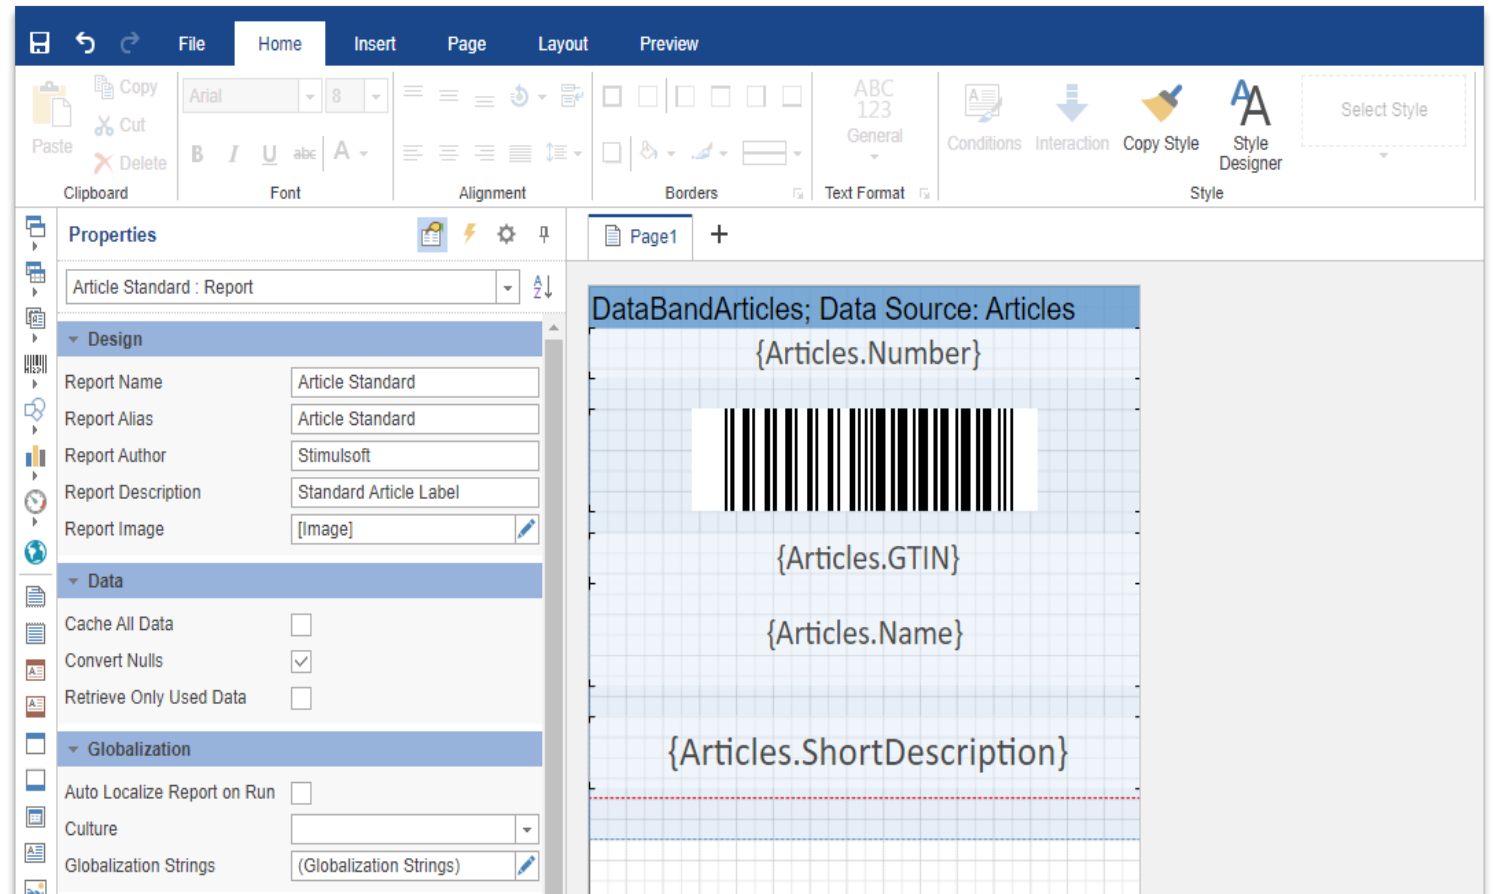 File Home Insert Page Layout Preview
Paste
Copy
Cut
Delete
Clipboard
Arial 8
B I U abc A
Font
Alignment
Borders
ABC
123
General
Text Format
Conditions Interaction Copy Style Style
Designer
Select Style
Style
Properties
Article Standard : Report
A
Z
Design
Report Name Article Standard
Report Alias Article Standard
Report Author Stimulsoft
Report Description Standard Article Label
Report Image [Image]
Data
Cache All Data
Convert Nulls
Retrieve Only Used Data
Globalization
Auto Localize Report on Run
Culture
Globalization Strings (Globalization Strings)
Page1 +
DataBandArticles; Data Source: Articles
{Articles.Number}
{Articles.GTIN}
{Articles.Name}
{Articles.ShortDescription}